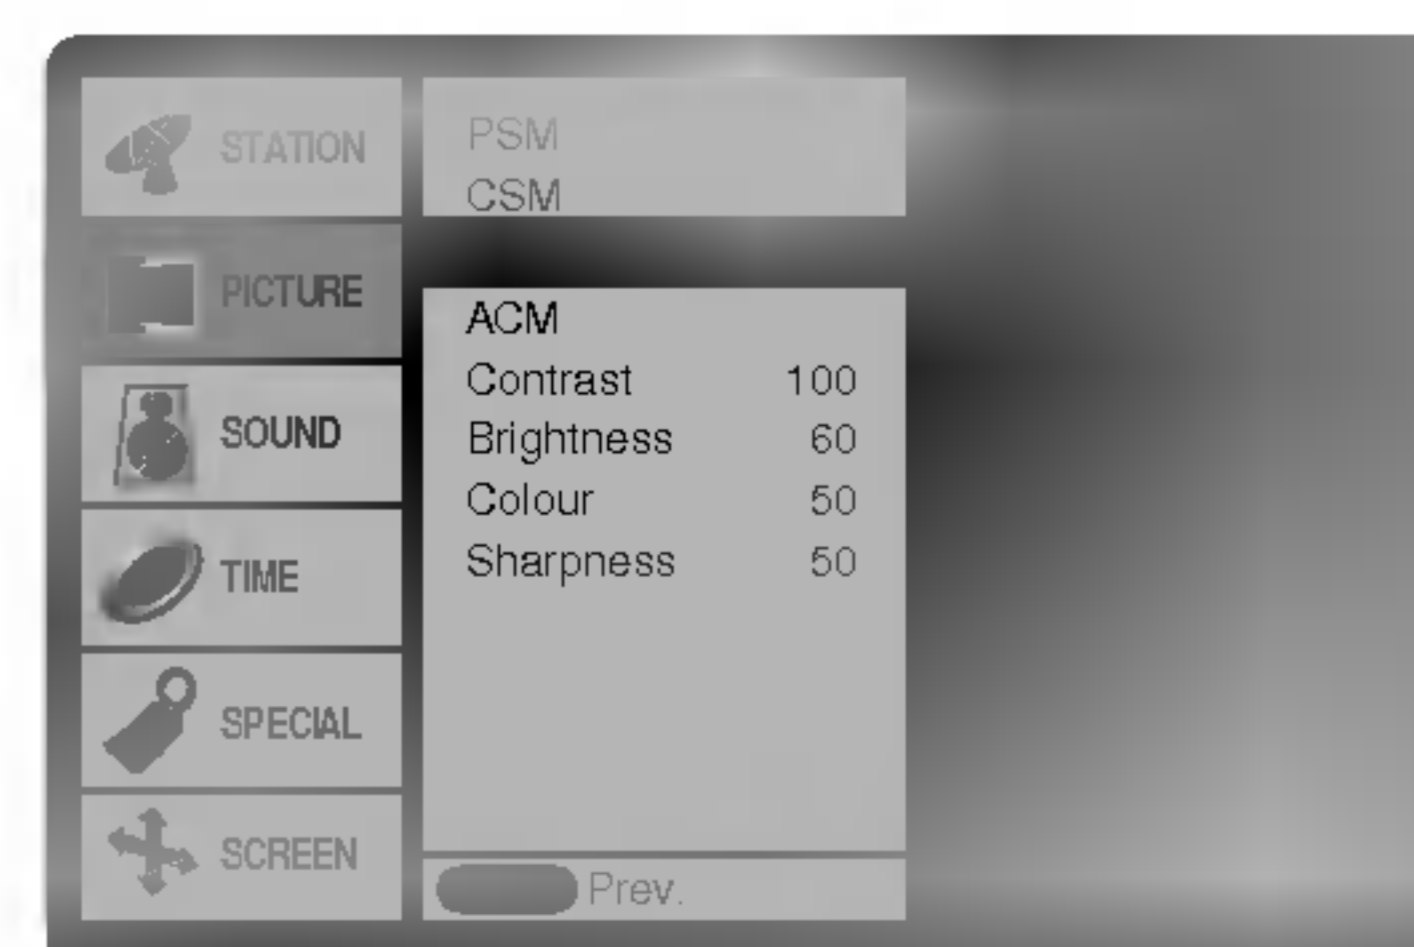 STATION
PICTURE
SOUND
TIME
SPECIAL
SCREEN
PSM
CSM
ACM
Contrast 100
Brightness 60
Colour 50
Sharpness 50
Prev.